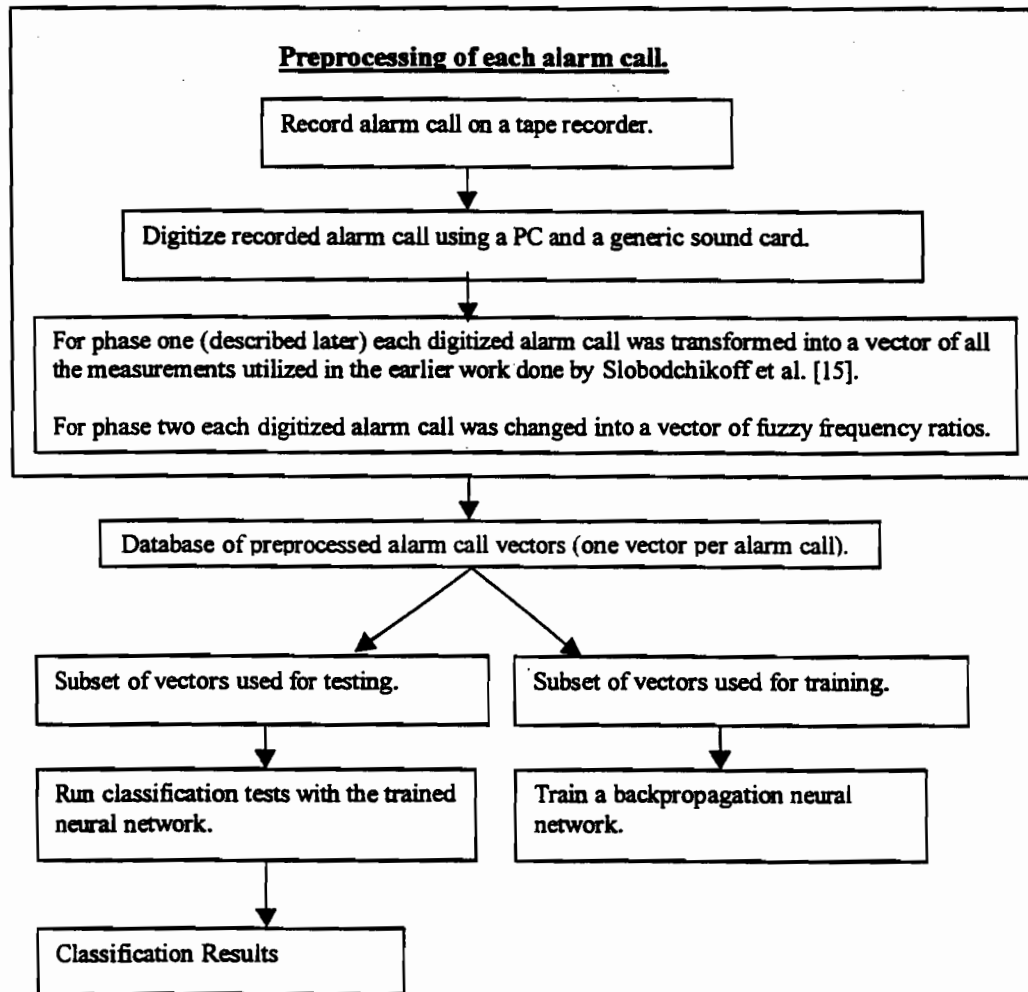 Preprocessing of each alarm call.
Record alarm call on a tape recorder.
Digitize recorded alarm call using a PC and a generic sound card.
For phase one (described later) each digitized alarm call was transformed into a vector of all
the measurements utilized in the earlier work done by Slobodchikoff et al. [15].
For phase two each digitized alarm call was changed into a vector of fuzzy frequency ratios.
Database of preprocessed alarm call vectors (one vector per alarm call).
Subset of vectors used for testing.
Subset of vectors used for training.
Run classification tests with the trained
neural network.
Train a backpropagation neural
network.
Classification Results